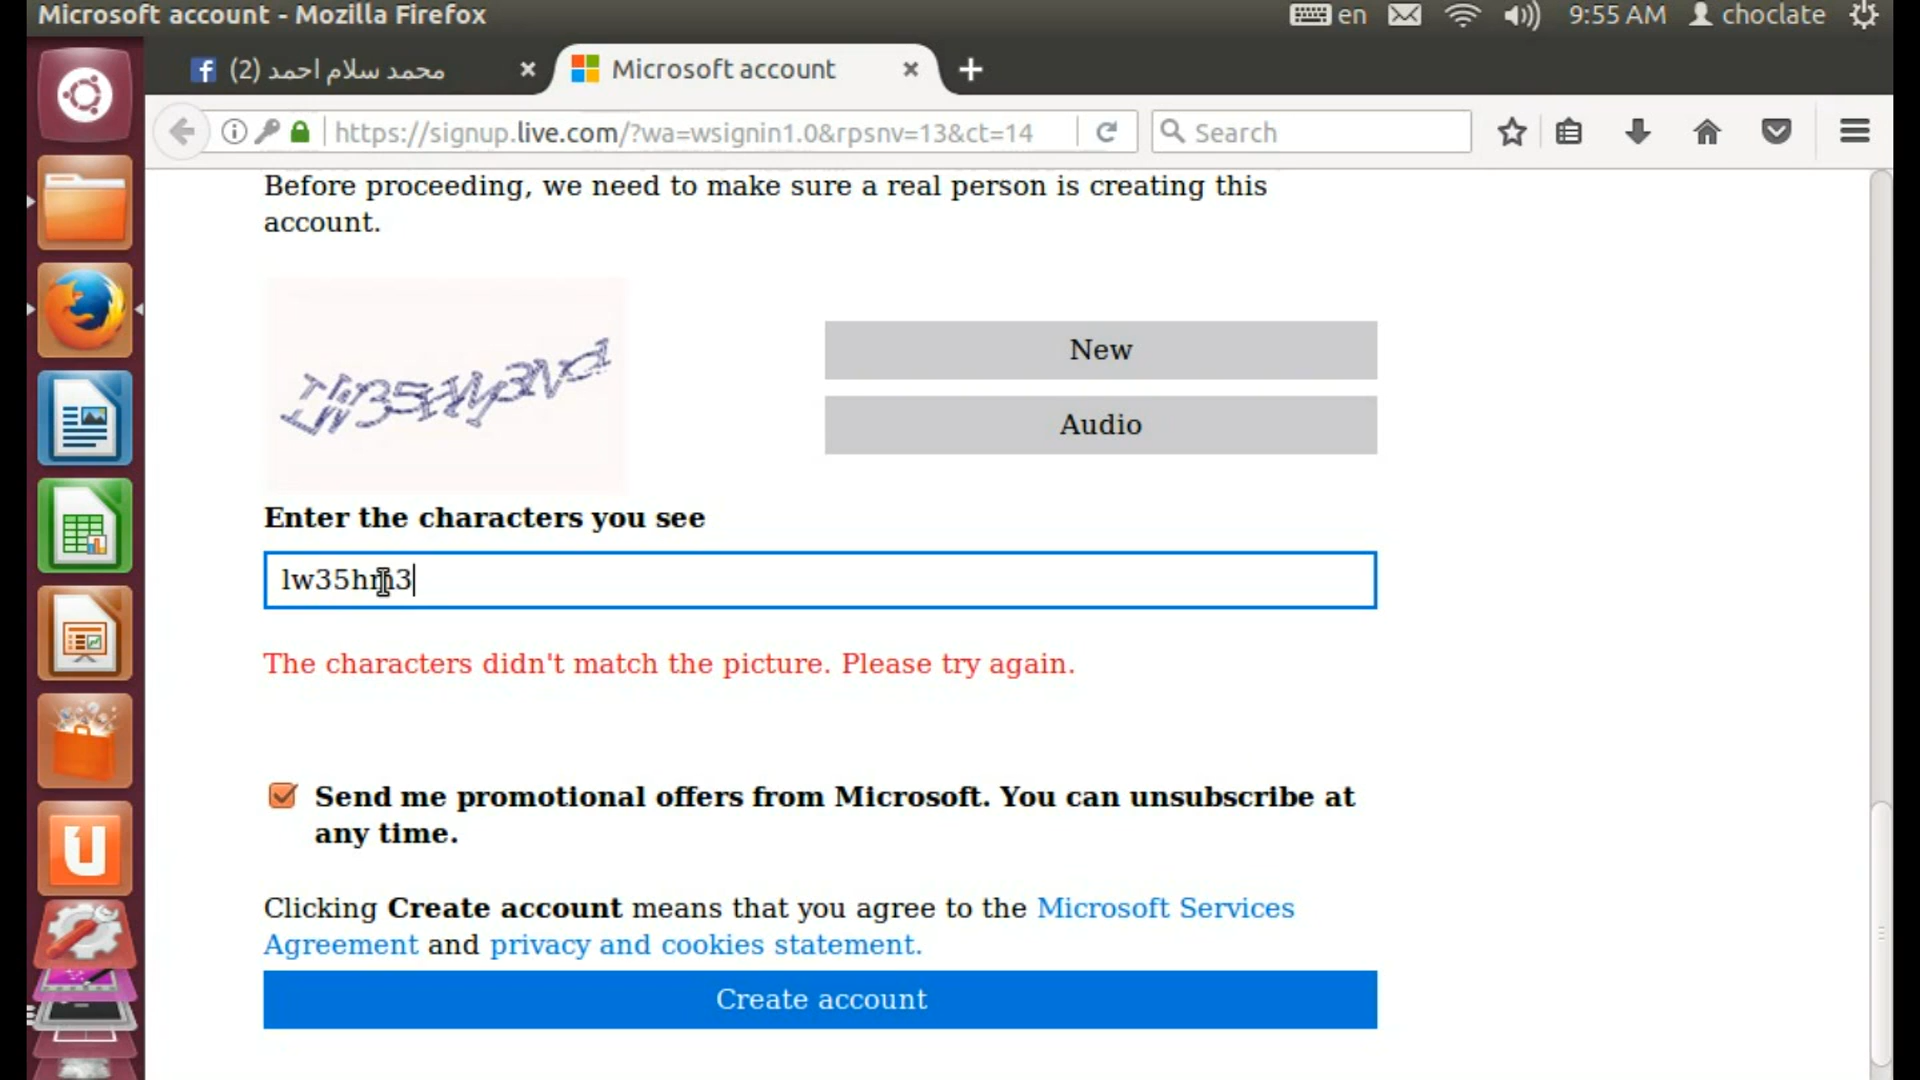 Microsoft account - Mozilla Firefox
en
9:55 AM
choclate
محمد سلام احمد (2)
Microsoft account
https://signup.live.com/?wa=wsignin1.0&rpsnv=13&ct=14
Search
Before proceeding, we need to make sure a real person is creating this
account.
New
Audio
Enter the characters you see
The characters didn't match the picture. Please try again.
Send me promotional offers from Microsoft. You can unsubscribe at
any time.
Clicking Create account means that you agree to the Microsoft Services
Agreement and privacy and cookies statement.
Create account